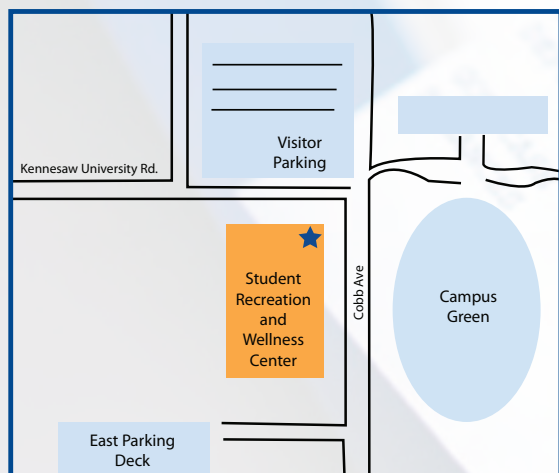 Visitor
Parking
Kennesaw University Rd.
Student
Recreation
and
Wellness
Center
Cobb Ave
Campus
Green
East Parking
Deck